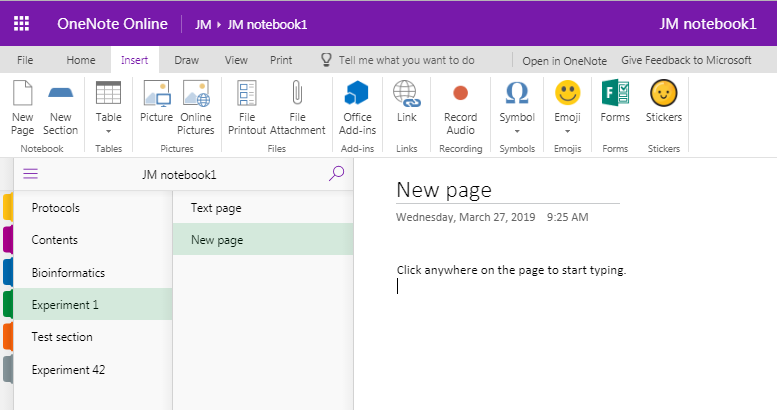 OneNote Online JM ▸ JM notebook1 JM notebook1
File Home Insert Draw View Print Tell me what you want to do Open in OneNote Give Feedback to Microsoft
New Page
New Section
Notebook
Table
Tables
Picture
Online Pictures
Pictures
File Printout
File Attachment
Files
Office Add-ins
Add-ins
Link
Links
Record Audio
Recording
Symbol
Symbols
Emoji
Emojis
Forms
Forms
Stickers
Stickers
JM notebook1
Protocols
Contents
Bioinformatics
Experiment 1
Test section
Experiment 42
Text page
New page
New page
Wednesday, March 27, 2019 9:25 AM
Click anywhere on the page to start typing.